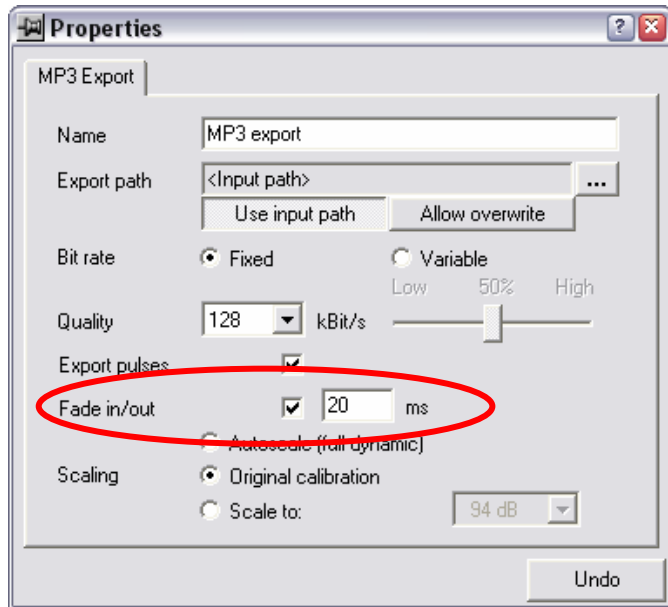 Properties
MP3 Export
Name MP3 export
Export path <Input path> ...
Use input path Allow overwrite
Bit rate Fixed Variable
Low 50% High
Quality 128 kBit/s
Export pulses
Fade in/out 20 ms
Autoscale (full dynamic)
Scaling Original calibration
Scale to: 94 dB
Undo